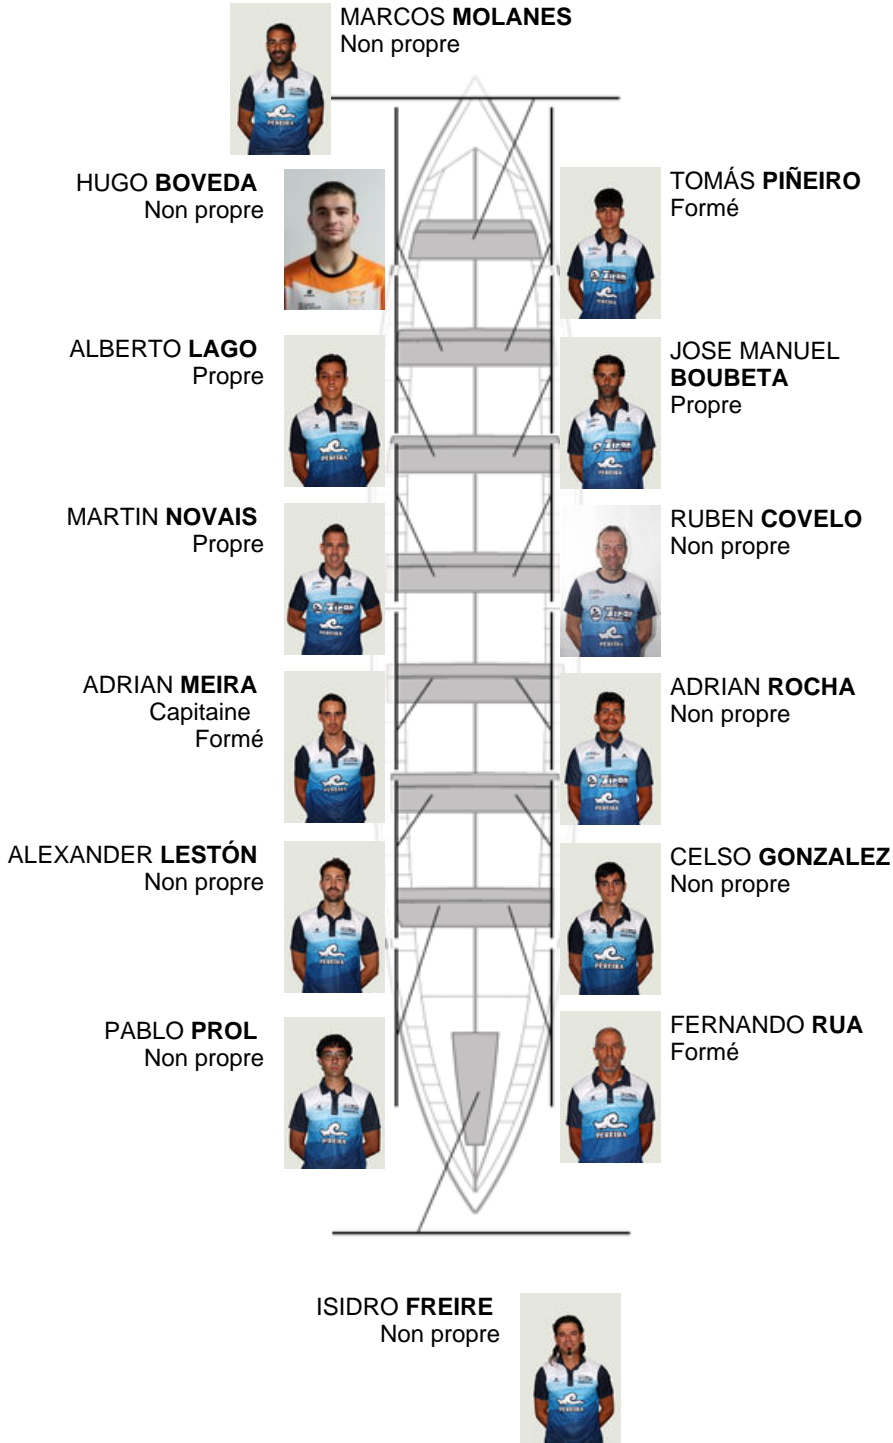 MARCOS MOLANES
Non propre
HUGO BOVEDA
Non propre
TOMÁS PIÑEIRO
Formé
ALBERTO LAGO
Propre
JOSE MANUEL
BOUBETA
Propre
MARTIN NOVAIS
Propre
RUBEN COVELO
Non propre
ADRIAN MEIRA
Capitaine
Formé
ADRIAN ROCHA
Non propre
ALEXANDER LESTÓN
Non propre
CELSO GONZALEZ
Non propre
PABLO PROL
Non propre
FERNANDO RUA
Formé
ISIDRO FREIRE
Non propre